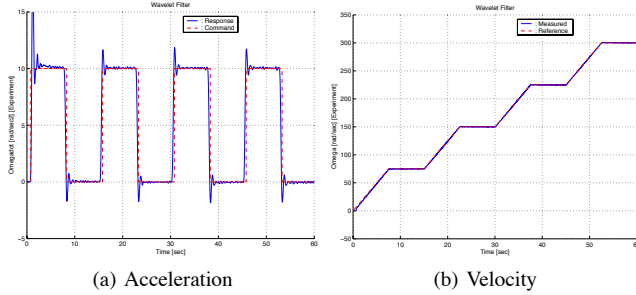 Wavelet Filter
: Response
: Command
Omegadot [rad/sec2] [Experiment]
15
10
5
0
−5
0 10 20 30 40 50 60
Time [sec]
(a) Acceleration
Wavelet Filter
: Measured
: Reference
Omega [rad/sec] [Experiment]
350
300
250
200
150
100
50
0
−50
0 10 20 30 40 50 60
Time [sec]
(b) Velocity